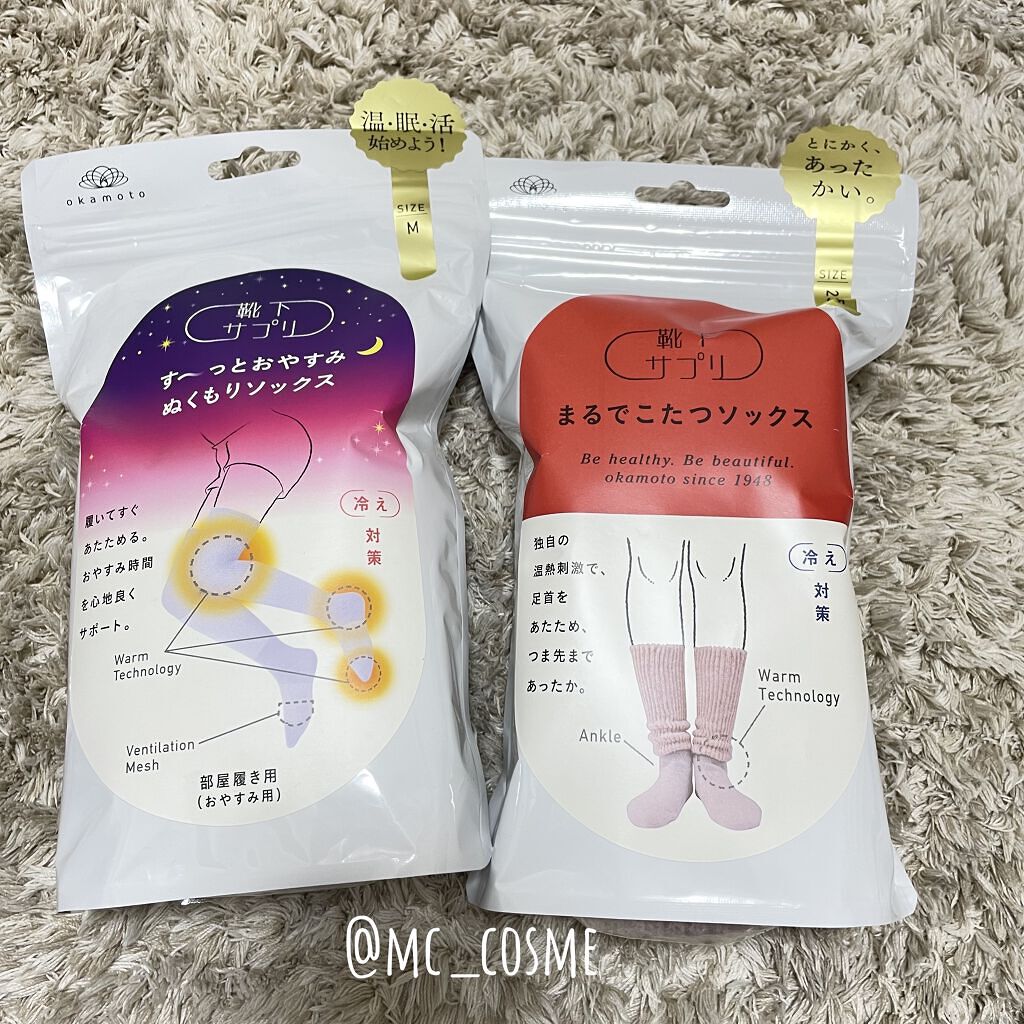 温・眠・活
始めよう!
SIZE
M
okamoto
靴下
サプリ
す〜っとおやすみ
ぬくもりソックス
冷え
対策
履いてすぐ
あたためる。
おやすみ時間
を心地良く
サポート。
Warm
Technology
Ventilation
Mesh
部屋履き用
(おやすみ用)
とにかく、
あった
かい。
SIZE
靴下
サプリ
まるでこたつソックス
Be healthy. Be beautiful.
okamoto since 1948
独自の
温熱刺激で、
足首を
あたため、
つま先まで
あったか。
冷え
対策
Warm
Technology
Ankle
@MC_COSME